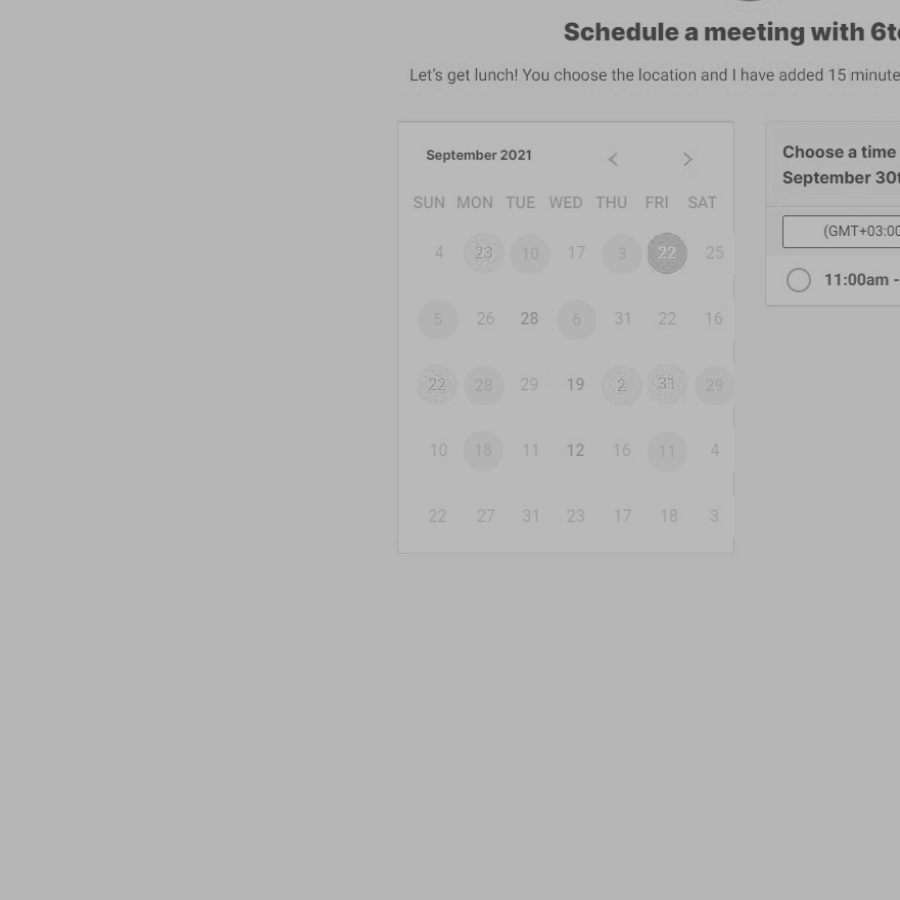 Schedule a meeting with 6t
Let's get lunch! You choose the location and I have added 15 minute
September 2021
SUN MON TUE WED THU FRI SAT
4 23 10 17 3 22 25
5 26 28 6 31 22 16
22 28 29 19 2 31 29
10 18 11 12 16 11 4
22 27 31 23 17 18 3
Choose a time
September 30t
(GMT+03:00
11:00am -